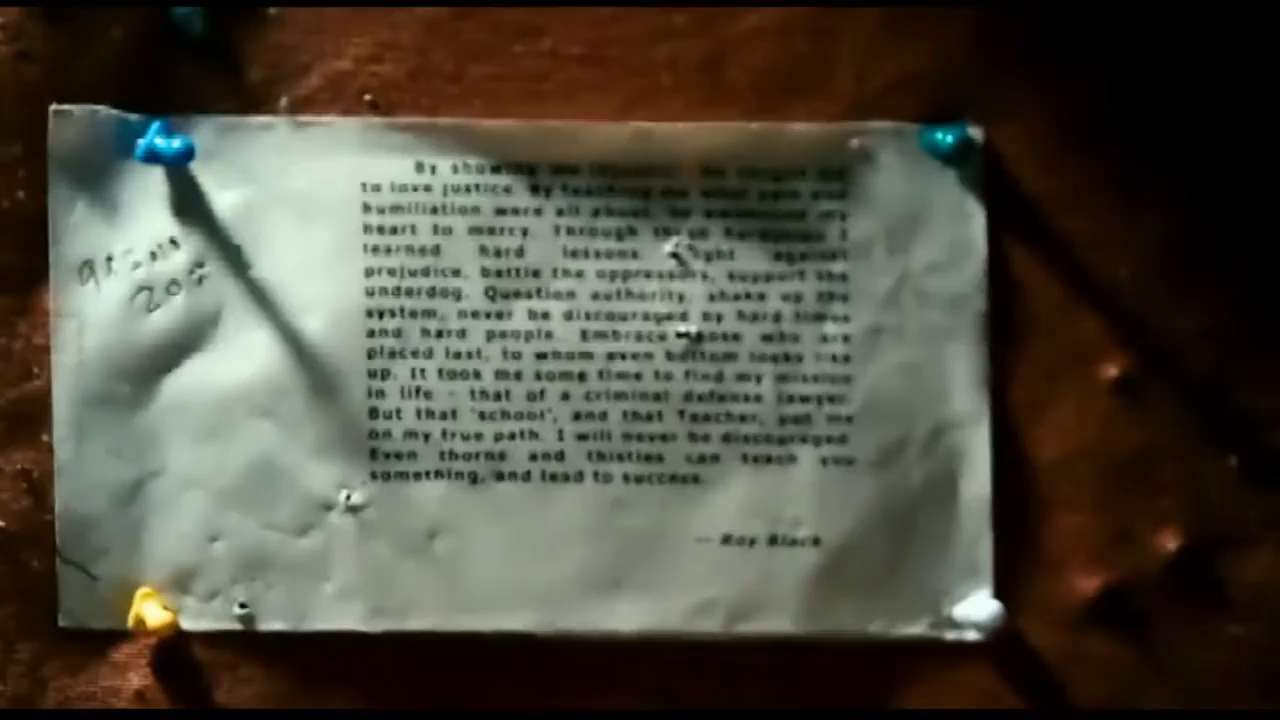 By showing me injustice, he taught me
to love justice. By teaching me what pain and
humiliation were all about, he awakened my
heart to mercy. Through these hardships I
learned hard lessons. Fight against
prejudice, battle the oppressors, support the
underdog. Question authority, shake up the
system, never be discouraged by hard times
and hard people. Embrace those who are
placed last, to whom even bottom looks like
up. It took me some time to find my mission
in life - that of a criminal defense lawyer.
But that 'school', and that Teacher, put me
on my true path. I will never be discouraged.
Even thorns and thistles can teach you
something, and lead to success.
-- Roy Black